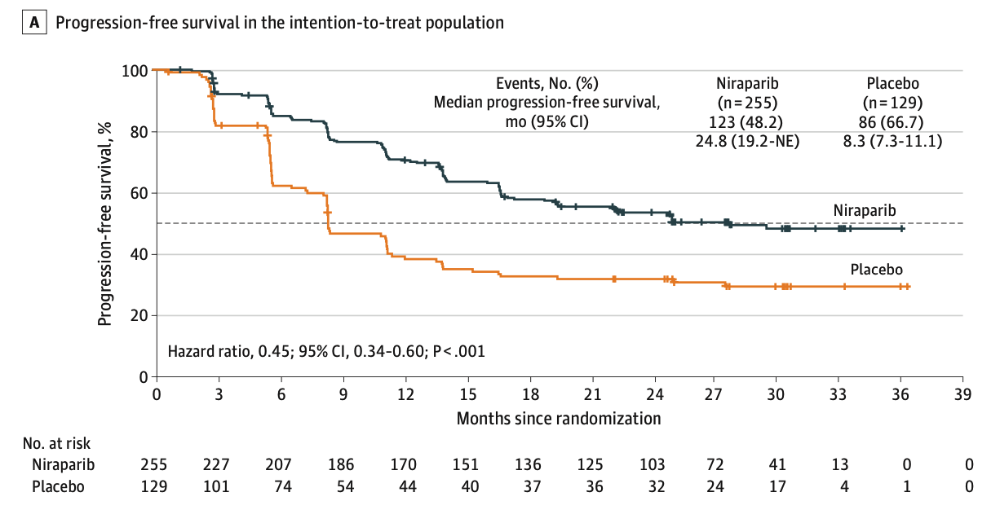 A Progression-free survival in the intention-to-treat population
Events, No. (%)
Median progression-free survival,
mo (95% CI)
Niraparib
(n=255)
123 (48.2)
24.8 (19.2-NE)
Placebo
(n=129)
86 (66.7)
8.3 (7.3-11.1)
Progression-free survival, %
100
80
60
40
20
0
Niraparib
Placebo
Hazard ratio, 0.45; 95% CI, 0.34-0.60; P<.001
0 3 6 9 12 15 18 21 24 27 30 33 36 39
Months since randomization
No. at risk
Niraparib 255 227 207 186 170 151 136 125 103 72 41 13 0 0
Placebo 129 101 74 54 44 40 37 36 32 24 17 4 1 0